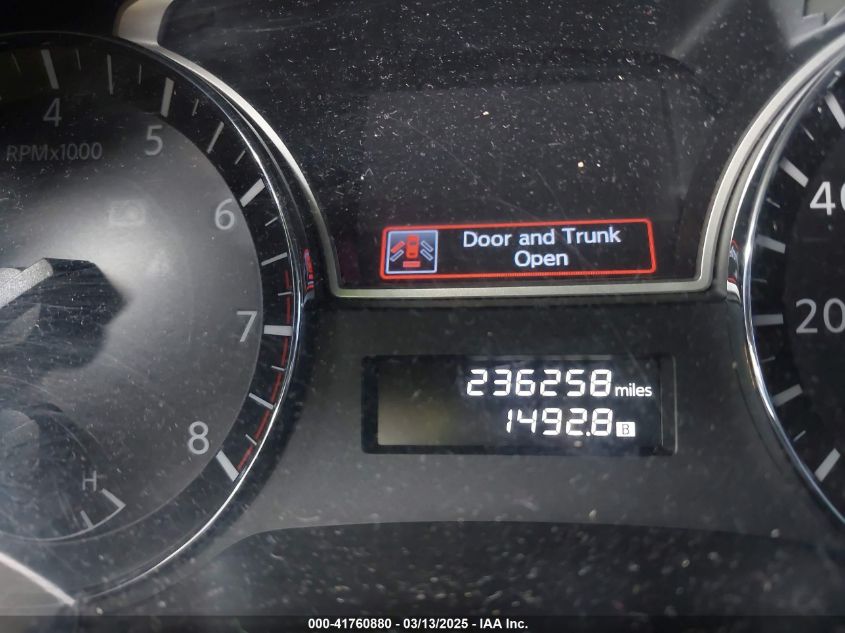 4
5
RPMx1000
6
7
8
H
Door and Trunk
Open
236258 miles
1492.8 B
40
20
000-41760880 - 03/13/2025 - IAA Inc.